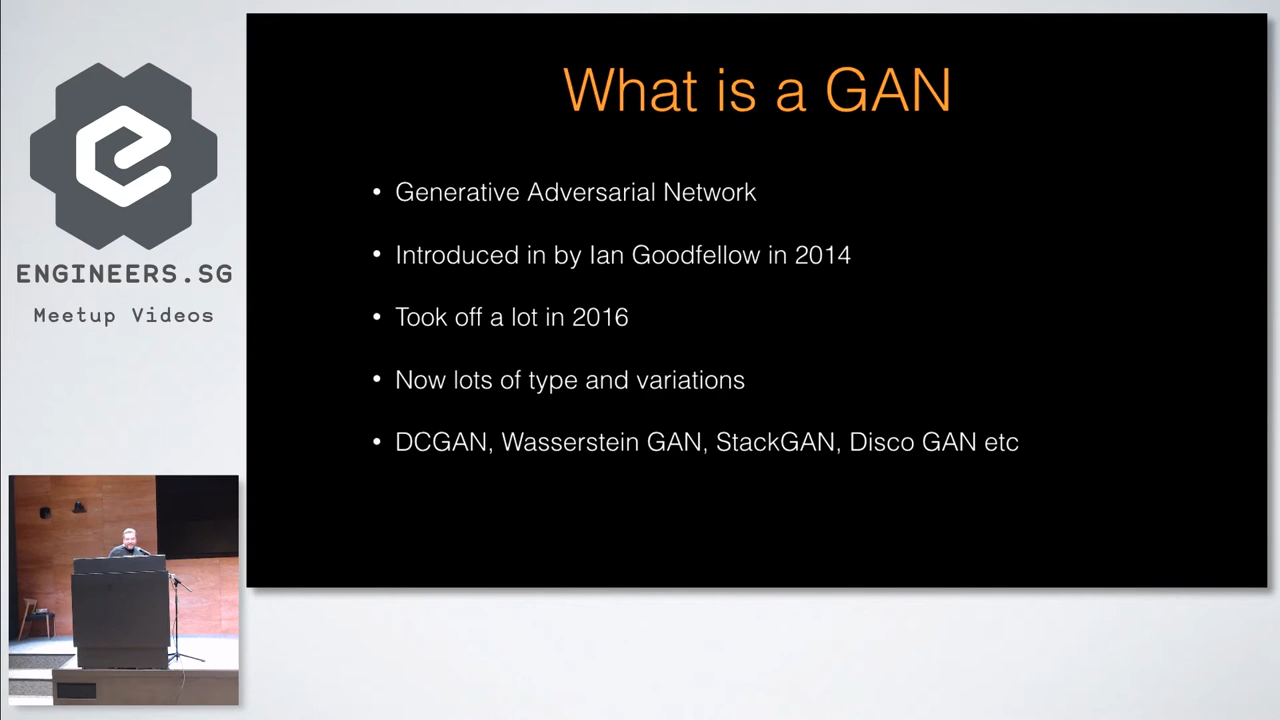 What is a GAN
• Generative Adversarial Network
• Introduced in by Ian Goodfellow in 2014
• Took off a lot in 2016
• Now lots of type and variations
• DCGAN, Wasserstein GAN, StackGAN, Disco GAN etc
ENGINEERS.SG
Meetup Videos